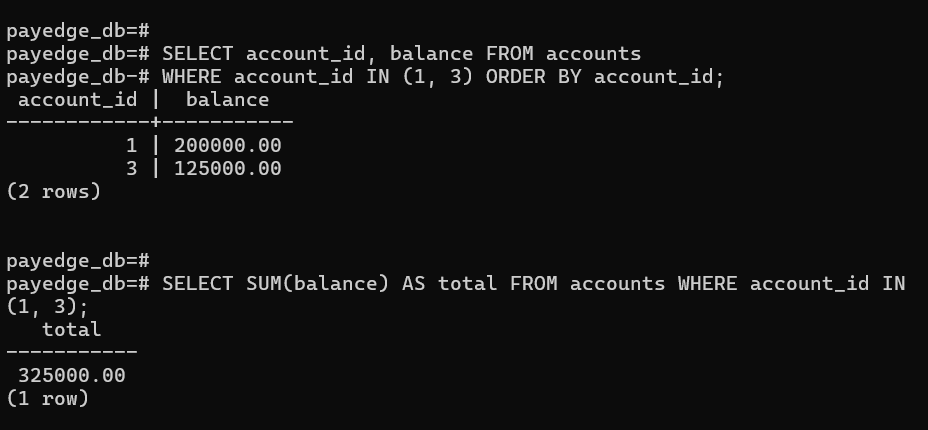 payedge_db=#
payedge_db=# SELECT account_id, balance FROM accounts
payedge_db-# WHERE account_id IN (1, 3) ORDER BY account_id;
 account_id |  balance
------------+-----------
          1 | 200000.00
          3 | 125000.00
(2 rows)
payedge_db=#
payedge_db=# SELECT SUM(balance) AS total FROM accounts WHERE account_id IN
(1, 3);
   total
-----------
 325000.00
(1 row)